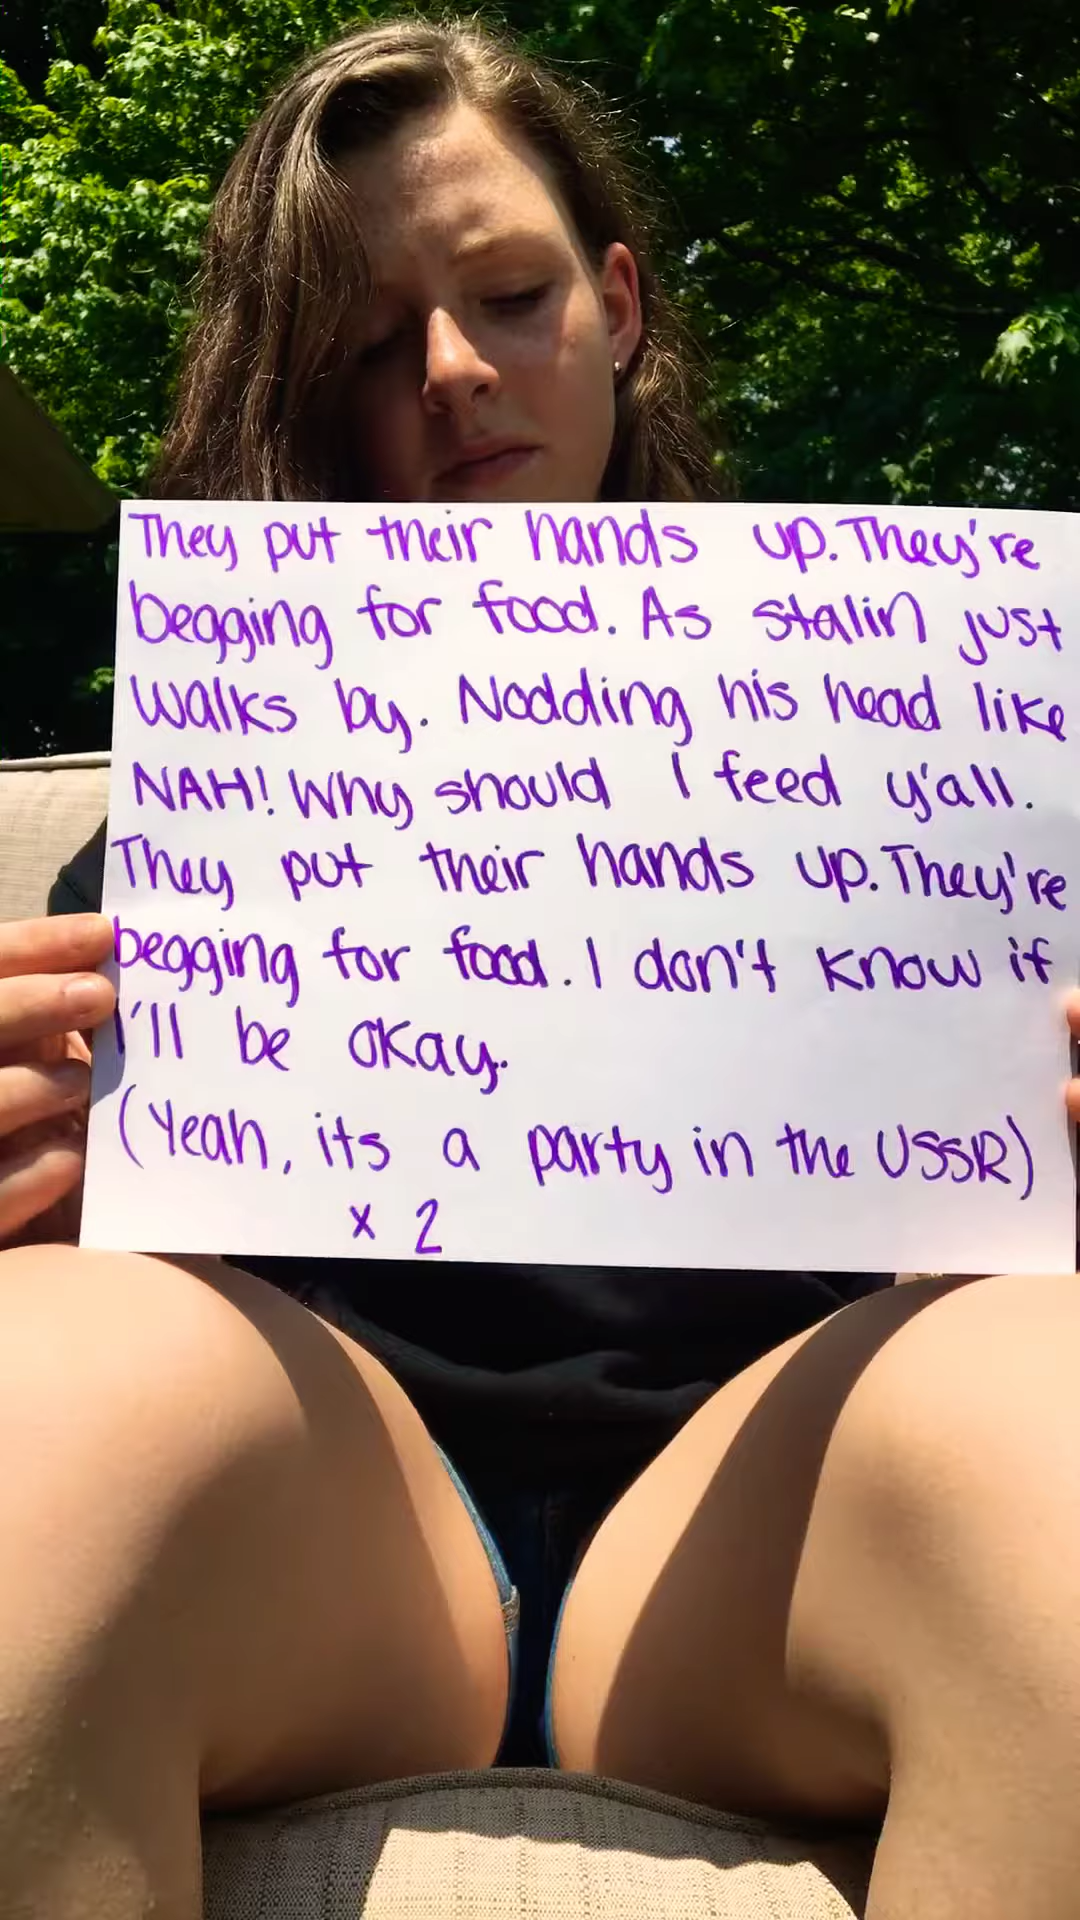 They put their hands up. They're
begging for food. As stalin just
walks by. Nodding his head like
NAH! Why should I feed y'all.
They put their hands up. They're
begging for food. I don't know if
I'll be okay.
(Yeah, its a party in the USSR)
x 2